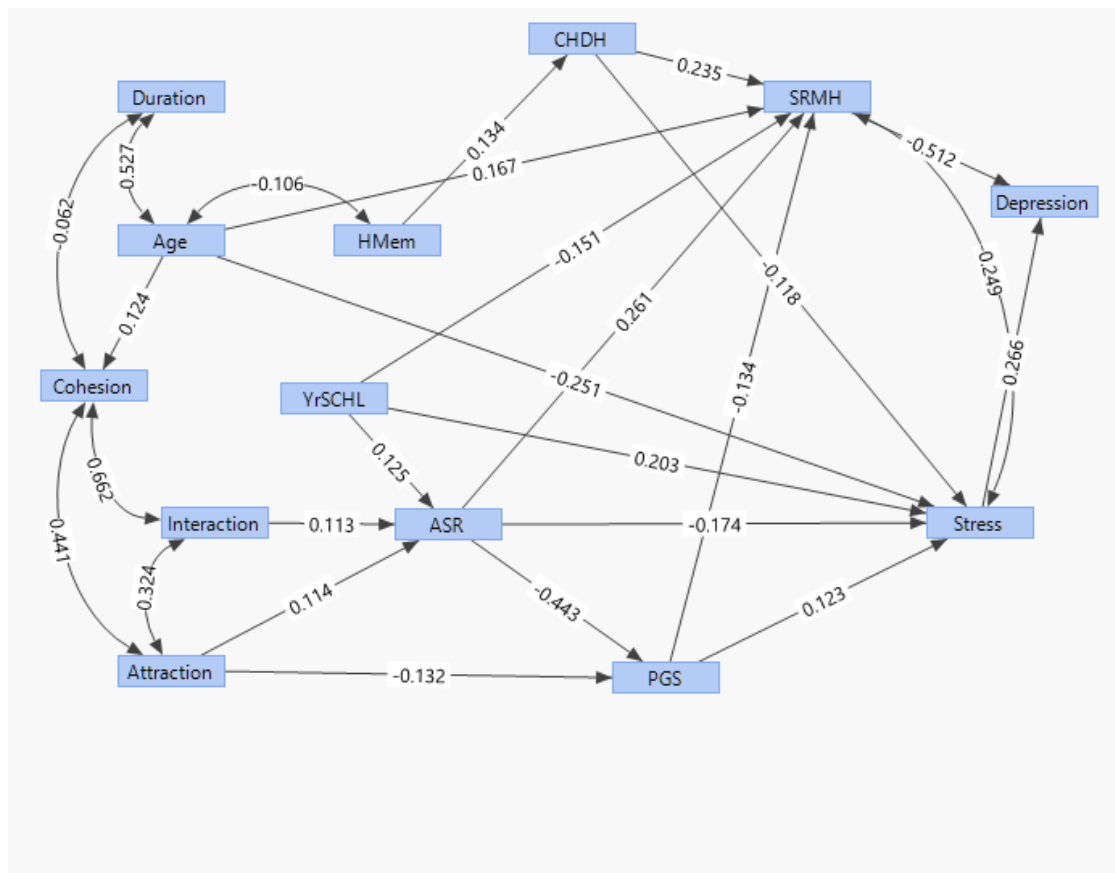 CHDH
0.235
Duration
SRMH
0.134
-0.512
0.527
0.167
-0.106
Depression
-0.062
Age
HMem
-0.151
-0.249
-0.118
0.124
0.261
0.266
-0.251
Cohesion
-0.134
YrSCHL
0.125
0.203
0.662
Interaction
0.113
ASR
-0.174
Stress
0.441
0.324
0.114
-0.443
0.123
Attraction
-0.132
PGS